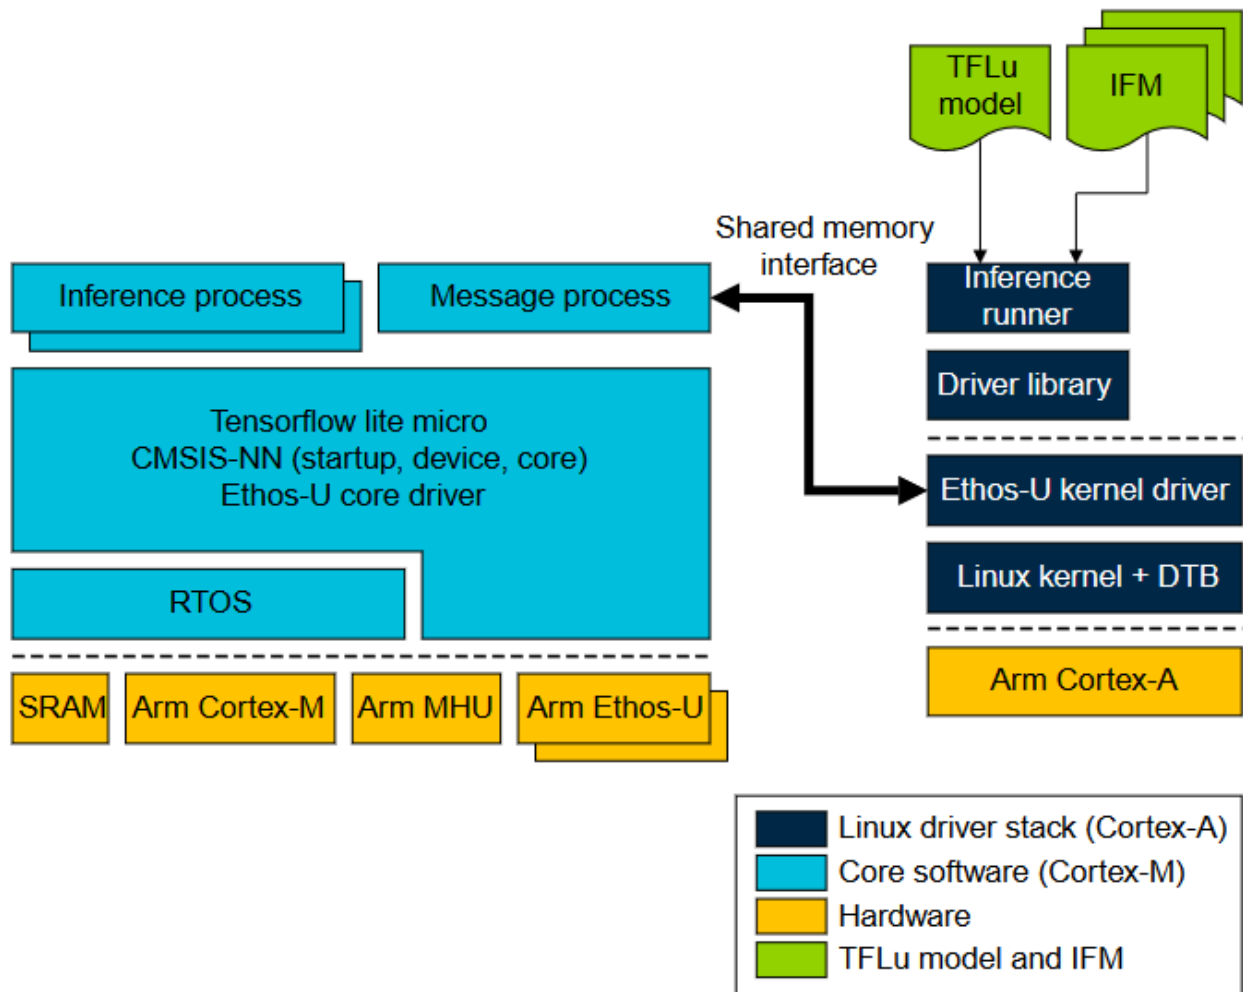 TFLu
model
IFM
Shared memory
interface
Inference process
Message process
Inference
runner
Driver library
Tensorflow lite micro
CMSIS-NN (startup, device, core)
Ethos-U core driver
Ethos-U kernel driver
Linux kernel + DTB
RTOS
SRAM
Arm Cortex-M
Arm MHU
Arm Ethos-U
Arm Cortex-A
Linux driver stack (Cortex-A)
Core software (Cortex-M)
Hardware
TFLu model and IFM